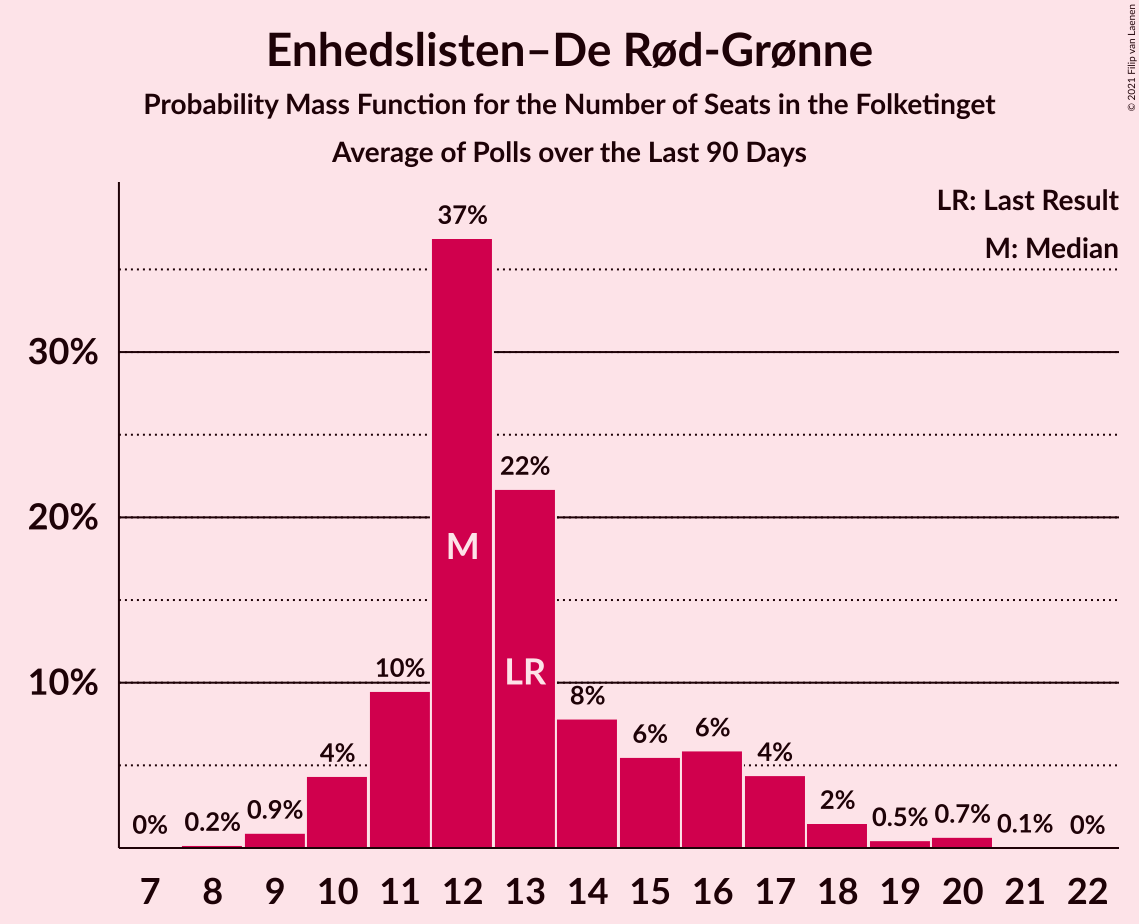 Enhedslisten–De Rød-Grønne
Probability Mass Function for the Number of Seats in the Folketinget
Average of Polls over the Last 90 Days
© 2021 Filip van Laenen
LR: Last Result
M: Median
37%
30%
22%
20%
M
10%
LR
10%
8%
6%
6%
4%
4%
2%
0%
0.2%
0.9%
0.5%
0.7%
0.1%
0%
7 8 9 10 11 12 13 14 15 16 17 18 19 20 21 22